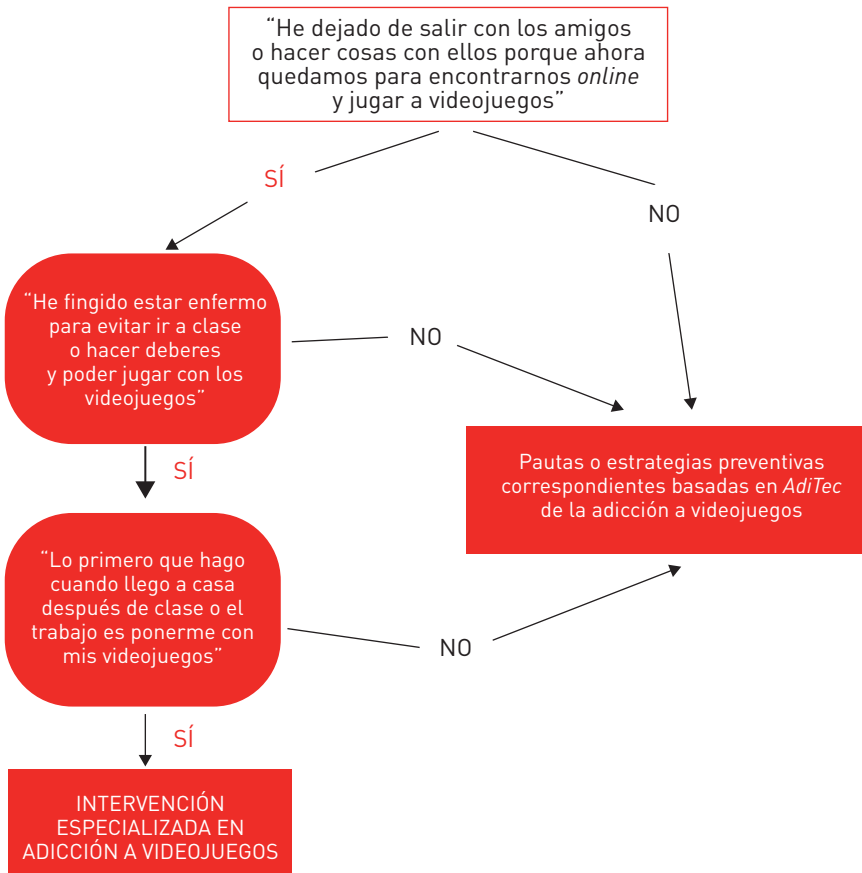 “He dejado de salir con los amigos
o hacer cosas con ellos porque ahora
quedamos para encontrarnos online
y jugar a videojuegos”
SÍ
NO
“He fingido estar enfermo
para evitar ir a clase
o hacer deberes
y poder jugar con los
videojuegos”
NO
SÍ
Pautas o estrategias preventivas
correspondientes basadas en AdiTec
de la adicción a videojuegos
“Lo primero que hago
cuando llego a casa
después de clase o el
trabajo es ponerme con
mis videojuegos”
NO
SÍ
INTERVENCIÓN
ESPECIALIZADA EN
ADICCIÓN A VIDEOJUEGOS